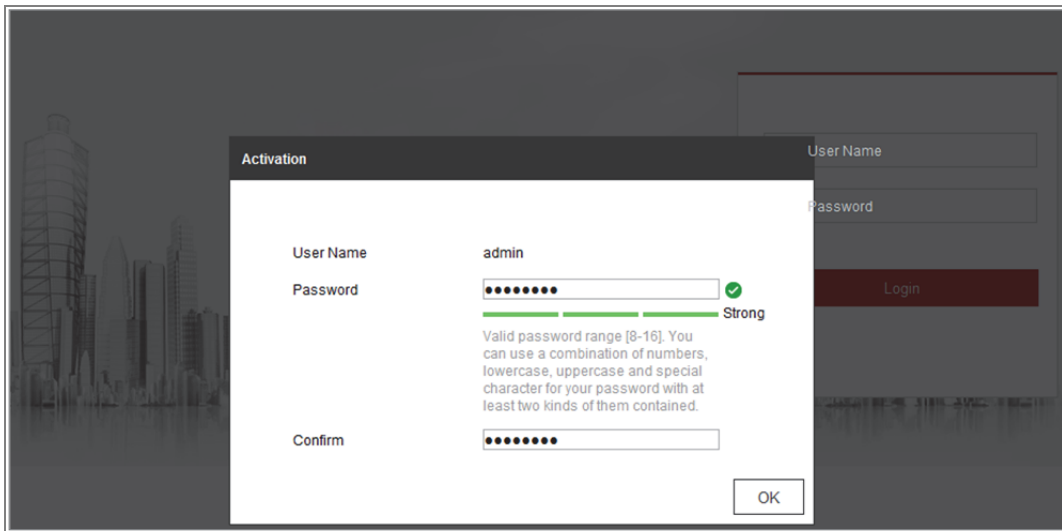 Activation
User Name
Password
Login
User Name admin
Password ●●●●●●●●
Strong
Valid password range [8-16]. You
can use a combination of numbers,
lowercase, uppercase and special
character for your password with at
least two kinds of them contained.
Confirm ●●●●●●●●
OK